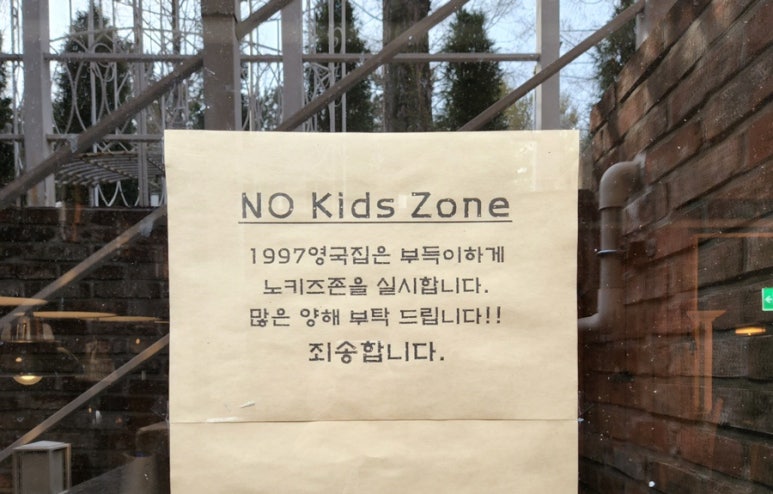 NO Kids Zone
1997영국집은 부득이하게
노키즈존을 실시합니다.
많은 양해 부탁 드립니다!!
죄송합니다.